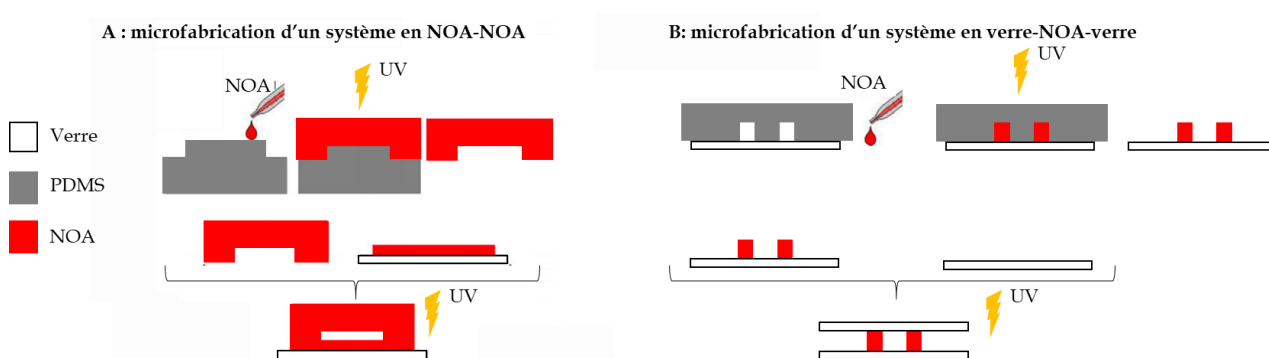 A : microfabrication d'un système en NOA-NOA
B: microfabrication d'un système en verre-NOA-verre
NOA
UV
NOA
UV
Verre
PDMS
NOA
UV
UV